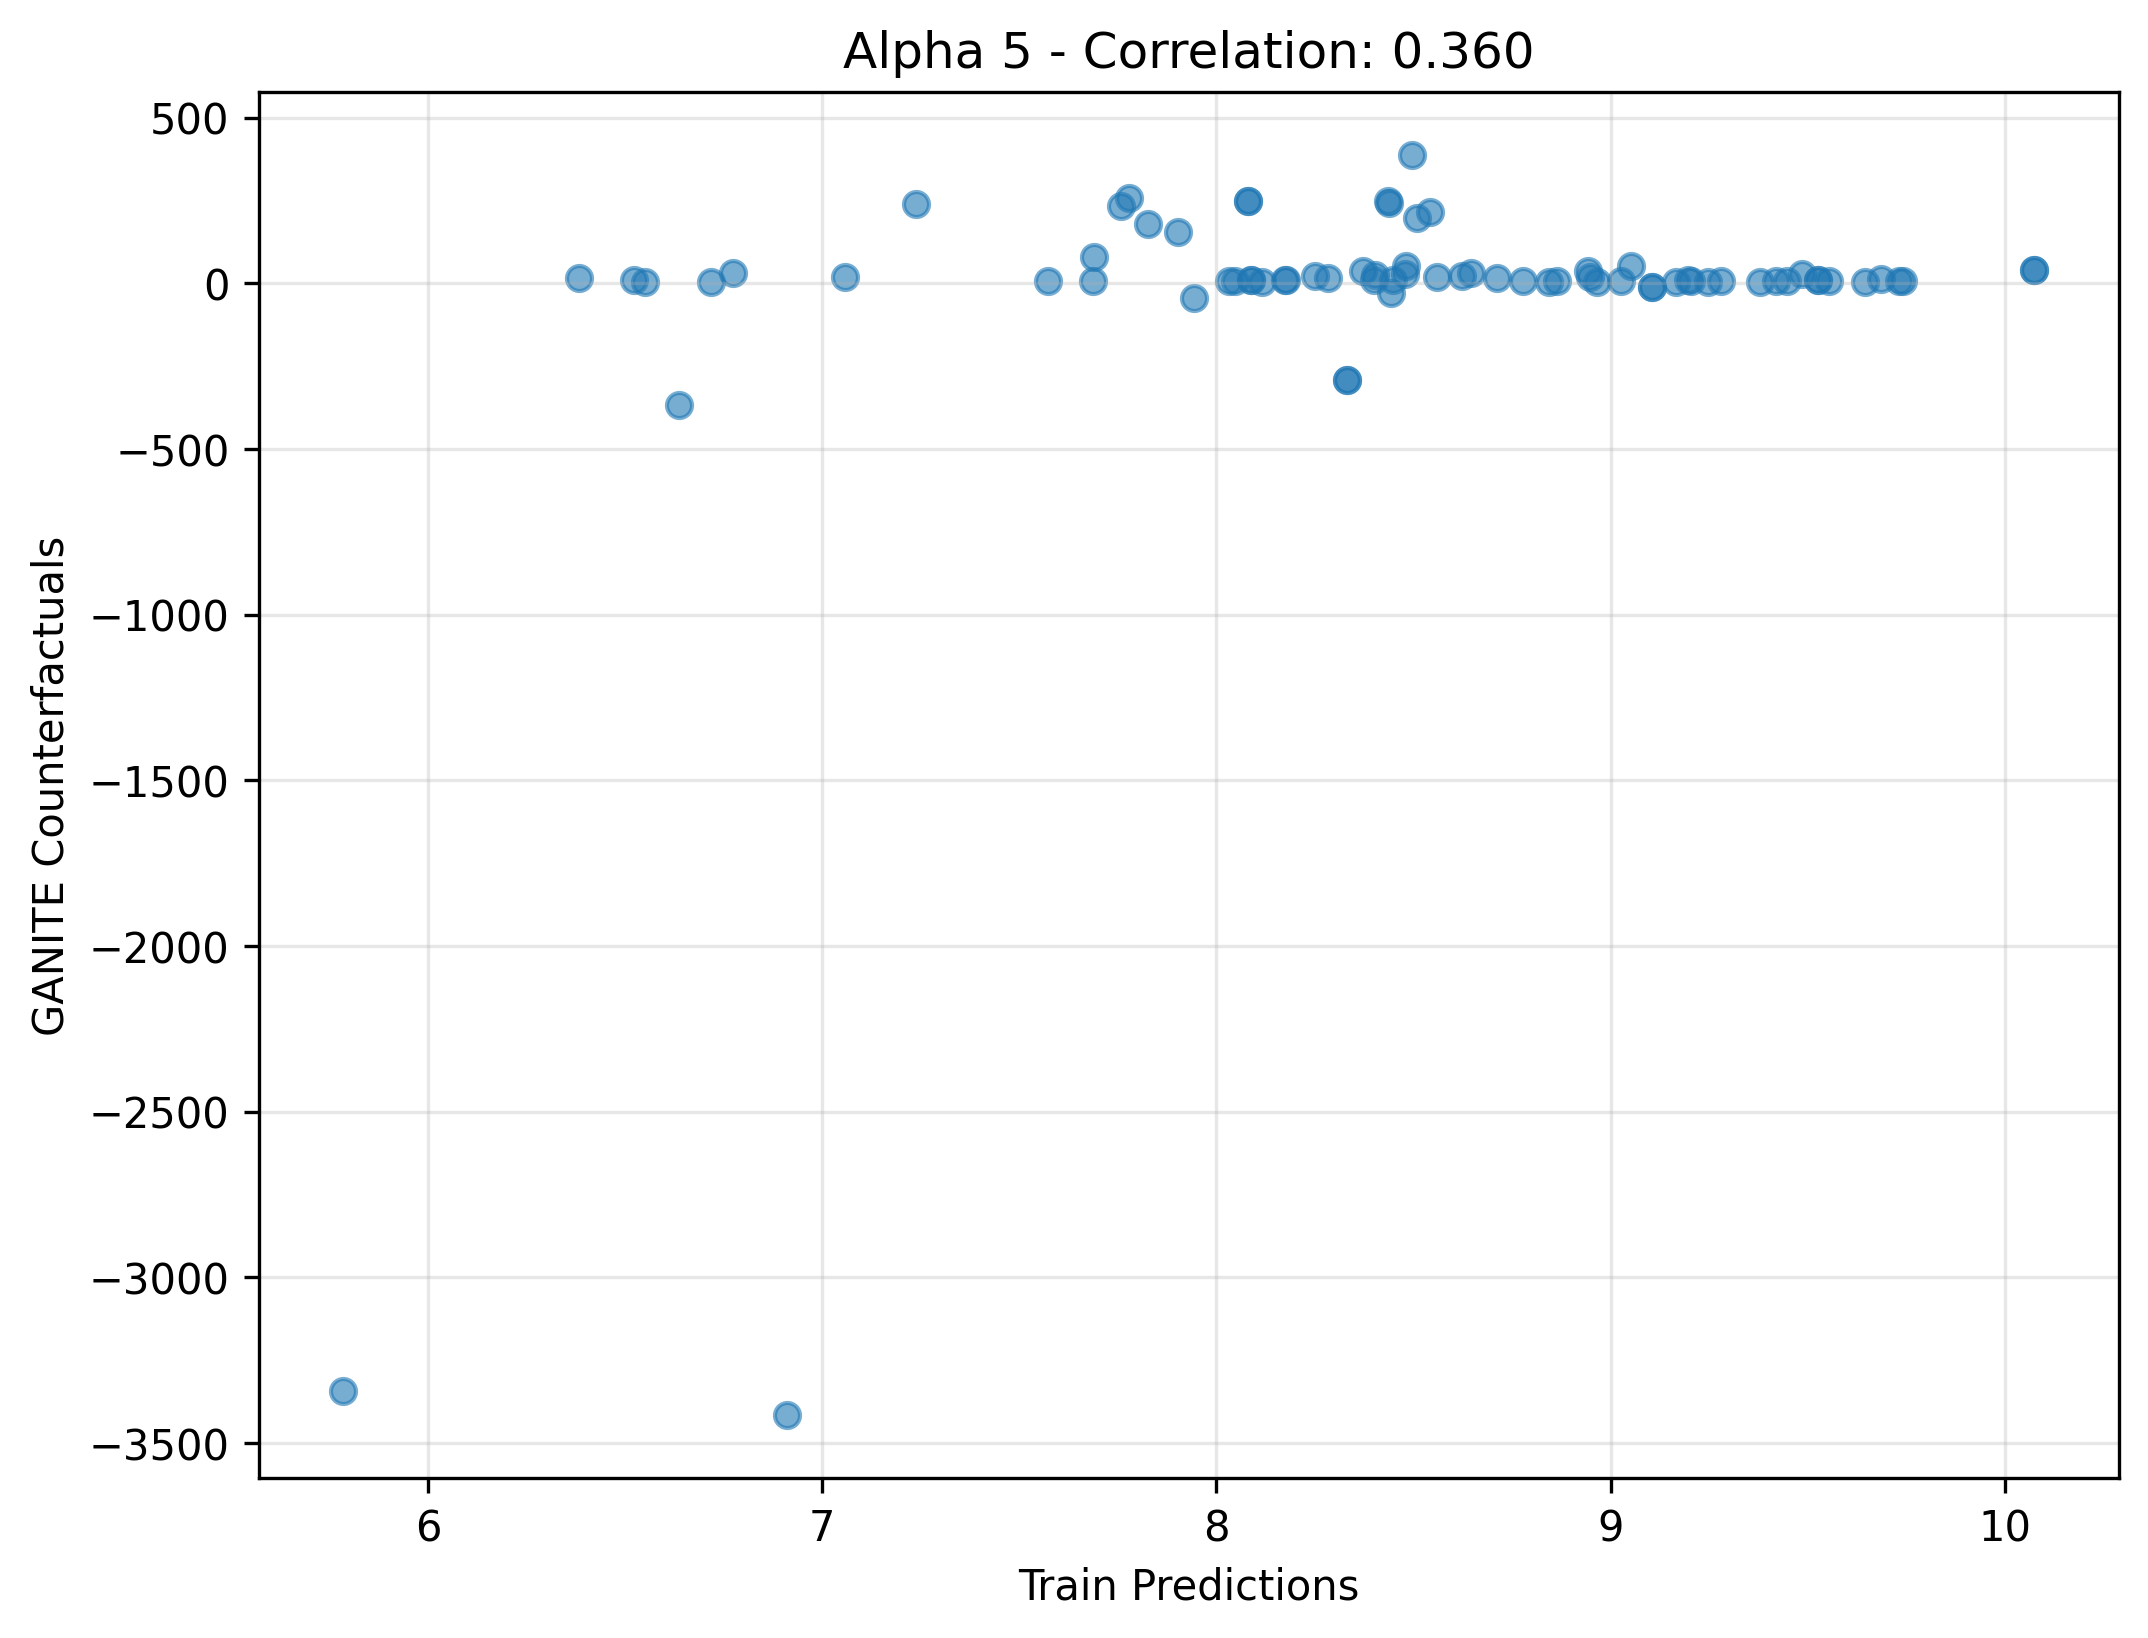 Alpha 5 - Correlation: 0.360
500
0
−500
−1000
−1500
−2000
−2500
−3000
−3500
GANITE Counterfactuals
6 7 8 9 10
Train Predictions